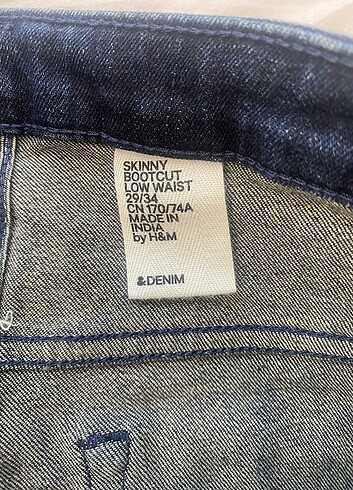 SKINNY
BOOTCUT
LOW WAIST
29/34
CN 170/74A
MADE IN
INDIA
by H&M
&DENIM